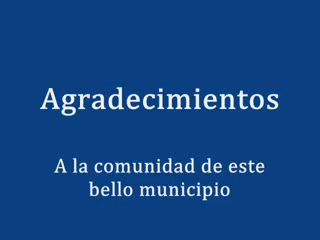 Agradecimientos
A la comunidad de este
bello municipio